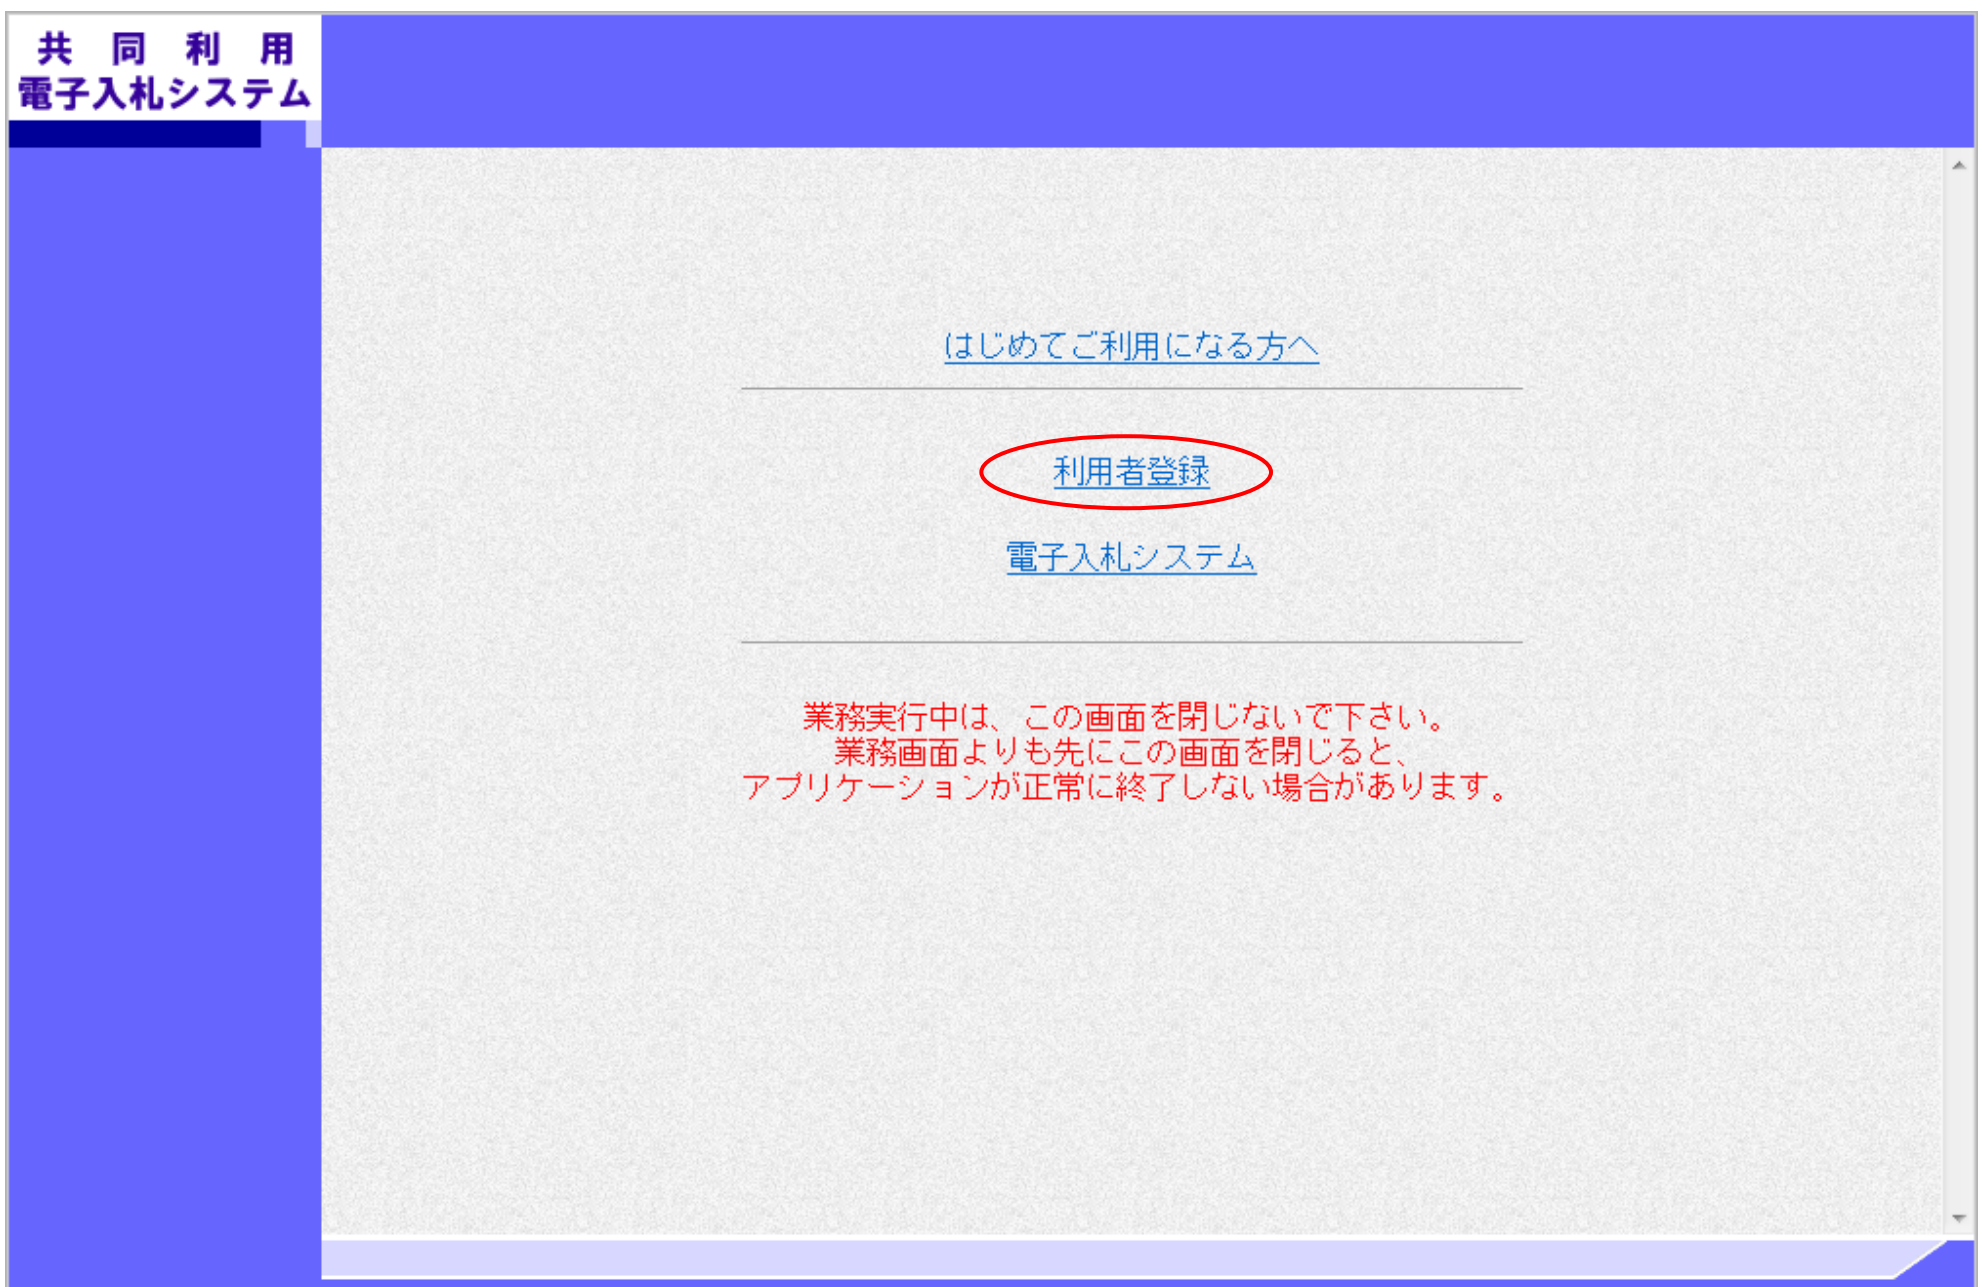 共同利用
電子入札システム
はじめてご利用になる方へ
利用者登録
電子入札システム
業務実行中は、この画面を閉じないで下さい。
業務画面よりも先にこの画面を閉じると、
アプリケーションが正常に終了しない場合があります。